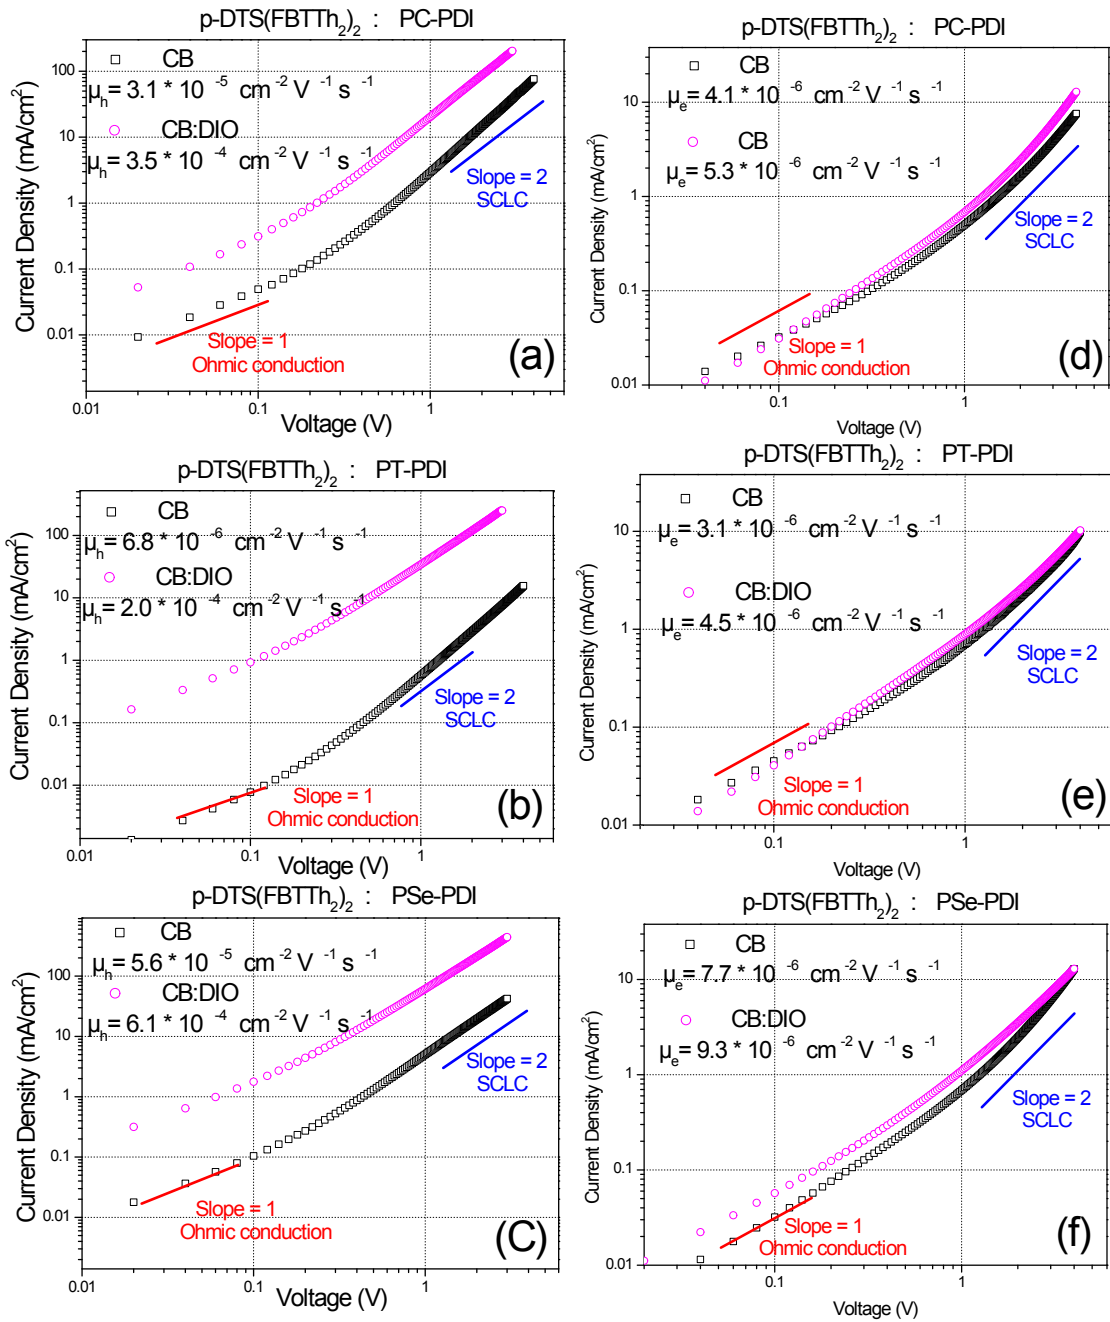 p-DTS(FBTTTh₂)₂ : PC-PDI
CB
μₕ = 3.1 * 10 ⁻⁵ cm ⁻² V ⁻¹ s ⁻¹
CB:DIO
μₕ = 3.5 * 10 ⁻⁴ cm ⁻² V ⁻¹ s ⁻¹
Slope = 2
SCLC
Slope = 1
Ohmic conduction
(a)
100
10
1
0.1
0.01
0.01 0.1 1
Current Density (mA/cm²)
Voltage (V)
p-DTS(FBTTh₂)₂ : PC-PDI
CB
μₑ = 4.1 * 10 ⁻⁶ cm ⁻² V ⁻¹ s ⁻¹
CB
μₑ = 5.3 * 10 ⁻⁶ cm ⁻² V ⁻¹ s
Slope = 2
SCLC
Slope = 1
Ohmic conduction
(d)
10
1
0.1
0.01
0.1 1
Current Density (mA/cm²)
Voltage (V)
p-DTS(FBTTh₂)₂ : PT-PDI
CB
μₕ = 6.8 * 10 ⁻⁶ cm ⁻² V ⁻¹ s ⁻¹
CB:DIO
μₕ = 2.0 * 10 ⁻⁴ cm ⁻² V ⁻¹ s ⁻¹
Slope = 2
SCLC
Slope = 1
Ohmic conduction
(b)
100
10
1
0.1
0.01
0.01 0.1 1
Current Density (mA/cm²)
Voltage (V)
p-DTS(FBTTh₂)₂ : PT-PDI
CB
μₑ = 3.1 * 10 ⁻⁶ cm ⁻² V ⁻¹ s ⁻¹
CB:DIO
μₑ = 4.5 * 10 ⁻⁶ cm ⁻² V ⁻¹ s ⁻¹
Slope = 2
SCLC
Slope = 1
Ohmic conduction
(e)
10
1
0.1
0.01
0.1 1
Current Density (mA/cm²)
Voltage (V)
p-DTS(FBTTh₂)₂ : PSe-PDI
CB
μₕ = 5.6 * 10 ⁻⁵ cm ⁻² V ⁻¹ s ⁻¹
CB:DIO
μₕ = 6.1 * 10 ⁻⁴ cm ⁻² V ⁻¹ s ⁻¹
Slope = 2
SCLC
Slope = 1
Ohmic conduction
(C)
100
10
1
0.1
0.01
0.01 0.1 1
Current Density (mA/cm²)
Voltage (V)
p-DTS(FBTTh₂)₂ : PSe-PDI
CB
μₑ = 7.7 * 10 ⁻⁶ cm ⁻² V ⁻¹ s ⁻¹
CB:DIO
μₑ = 9.3 * 10 ⁻⁶ cm ⁻² V ⁻¹ s ⁻¹
Slope = 2
SCLC
Slope = 1
Ohmic conduction
(f)
10
1
0.1
0.01
0.1 1
Current Density (mA/cm²)
Voltage (V)